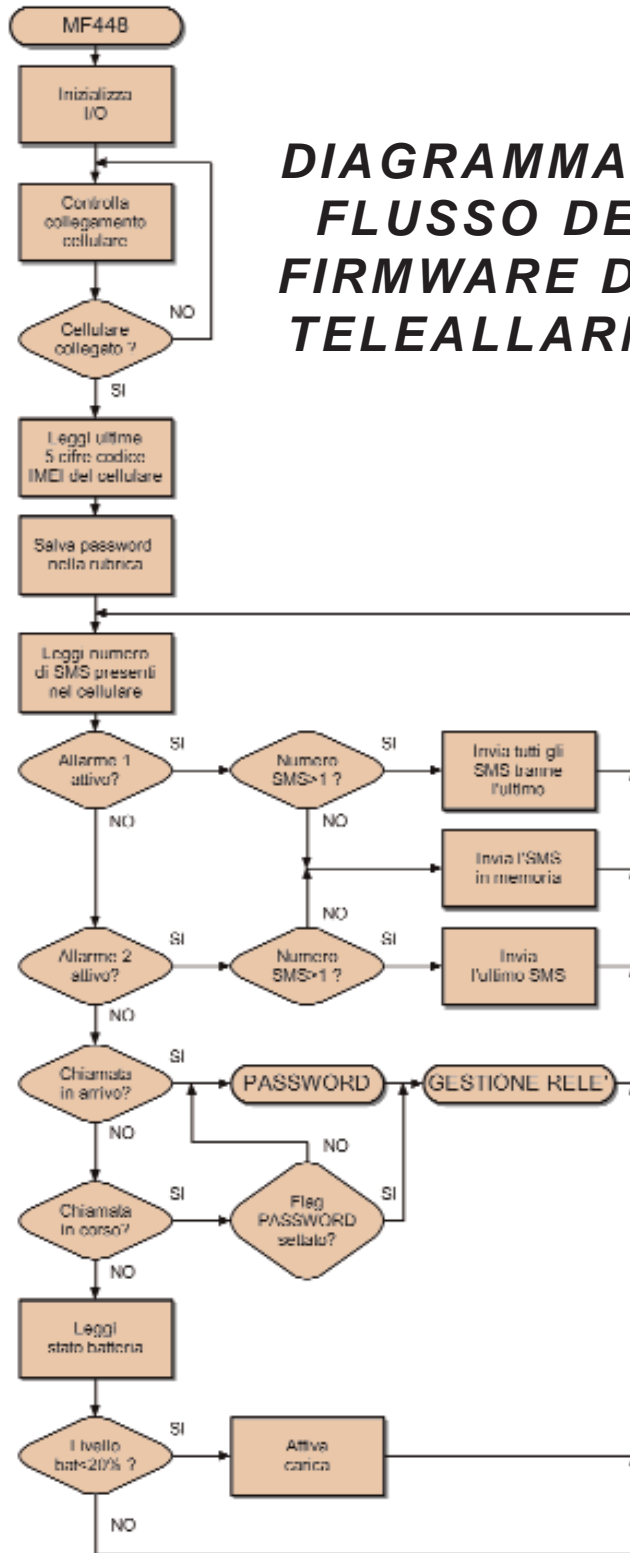 MF448
Inizializza
I/O
DIAGRAMMA
FLUSSO DE
FIRMWARE D
TELEALLARM
Controlla
collegamento
cellulare
NO
Cellulare
collegato ?
SI
Leggi ultime
5 cifre codice
IMEI del cellulare
Salva password
nella rubrica
Leggi numero
di SMS presenti
nel cellulare
Allarme 1
attivo?
SI
Numero
SMS>1 ?
SI
Invia tutti gli
SMS tranne
l'ultimo
NO
NO
Invia l'SMS
in memoria
NO
Allarme 2
attivo?
SI
Numero
SMS>1 ?
SI
Invia
l'ultimo SMS
NO
Chiamata
in arrivo?
SI
PASSWORD
GESTIONE RELE'
NO
NO
Chiamata
in corso?
SI
Flag
PASSWORD
settato?
SI
NO
Leggi
stato batteria
Livello
bat<20% ?
SI
Attiva
carica
NO